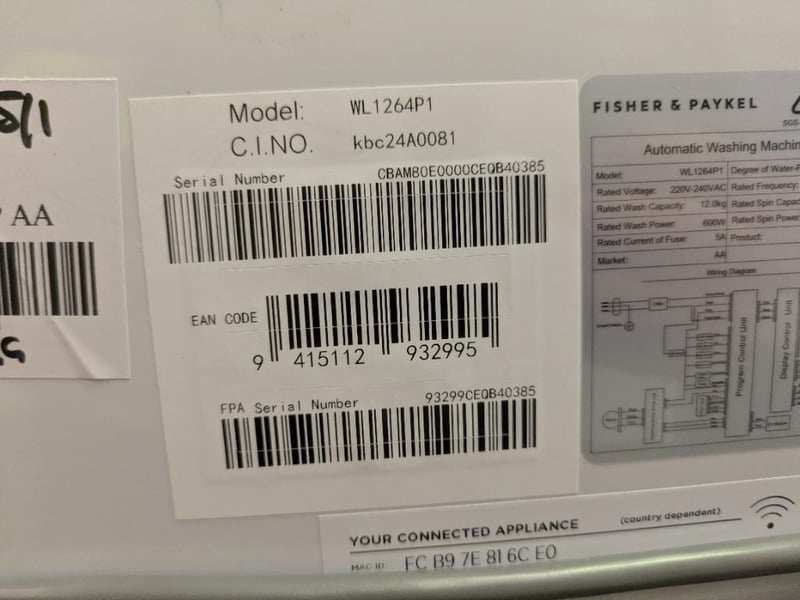 5/1
AA
Model: WL1264P1
C.I.NO. kbc24A0081
Serial Number CBAM80E0000CEQB40385
EAN CODE
9 415112 932995
FPA Serial Number 93299CEQB40385
FISHER & PAYKEL
SGS
Automatic Washing Machin
Model: WL1264P1 Degree of Water-P
Rated Voltage: 220V-240VAC Rated Frequency:
Rated Wash Capacity: 12.0kg Rated Spin Capac
Rated Wash Power: 600W Rated Spin Power
Rated Current of Fuse: 5A Product:
Market: AA
Wiring Diagram
Program Control Unit
Display Control Unit
YOUR CONNECTED APPLIANCE (country dependent)
MAC ID: FC B9 7E 81 6C E0